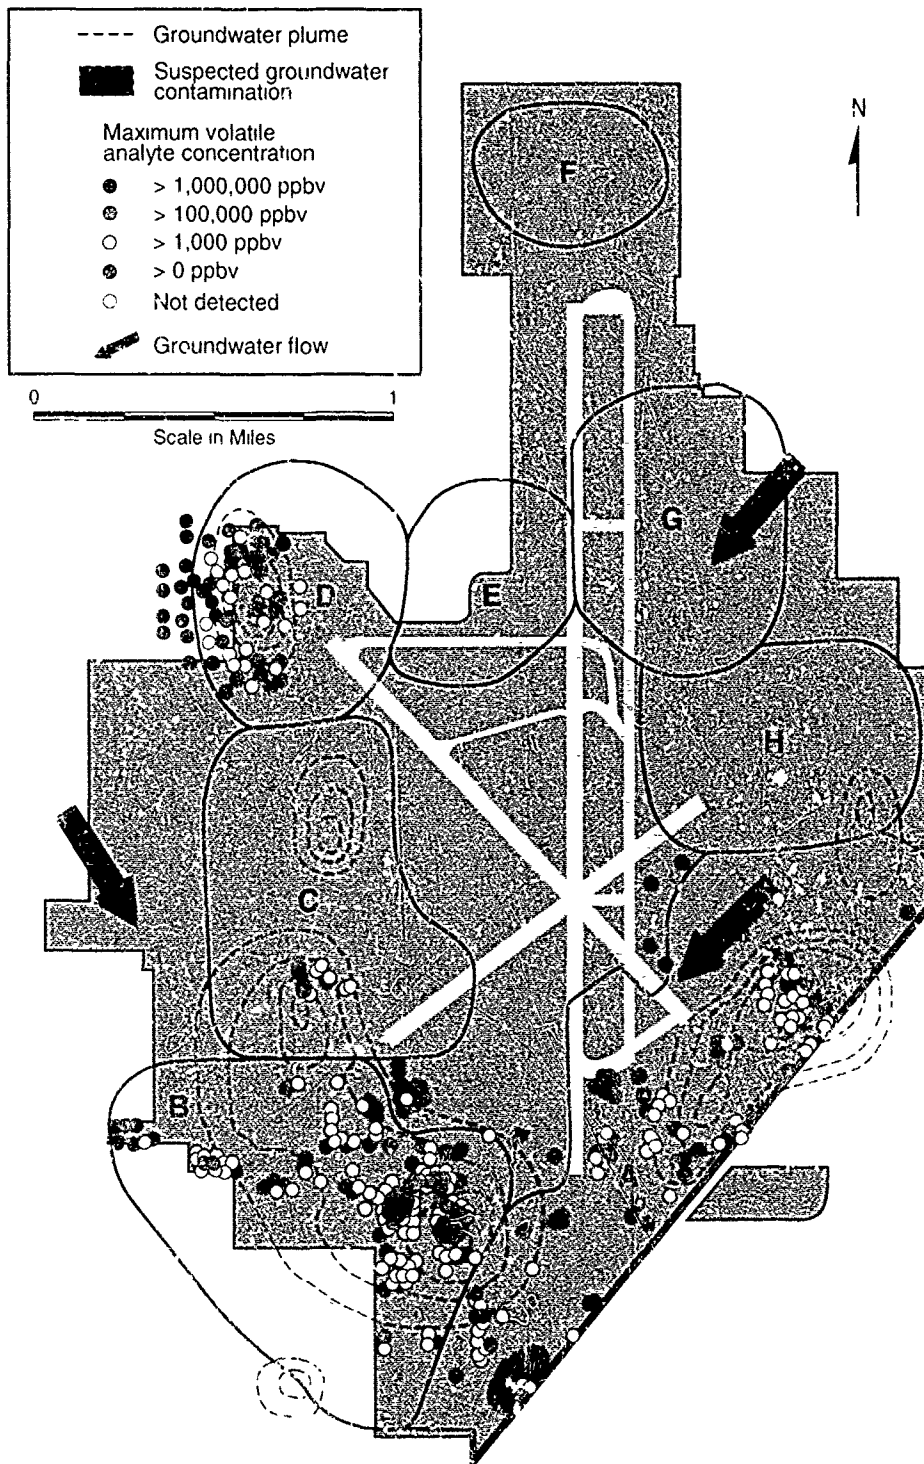 Groundwater plume
Suspected groundwater
contamination
Maximum volatile
analyte concentration
> 1,000,000 ppbv
> 100,000 ppbv
> 1,000 ppbv
> 0 ppbv
Not detected
Groundwater flow
0 1
Scale in Miles
N
F
G
D
E
H
C
B
A